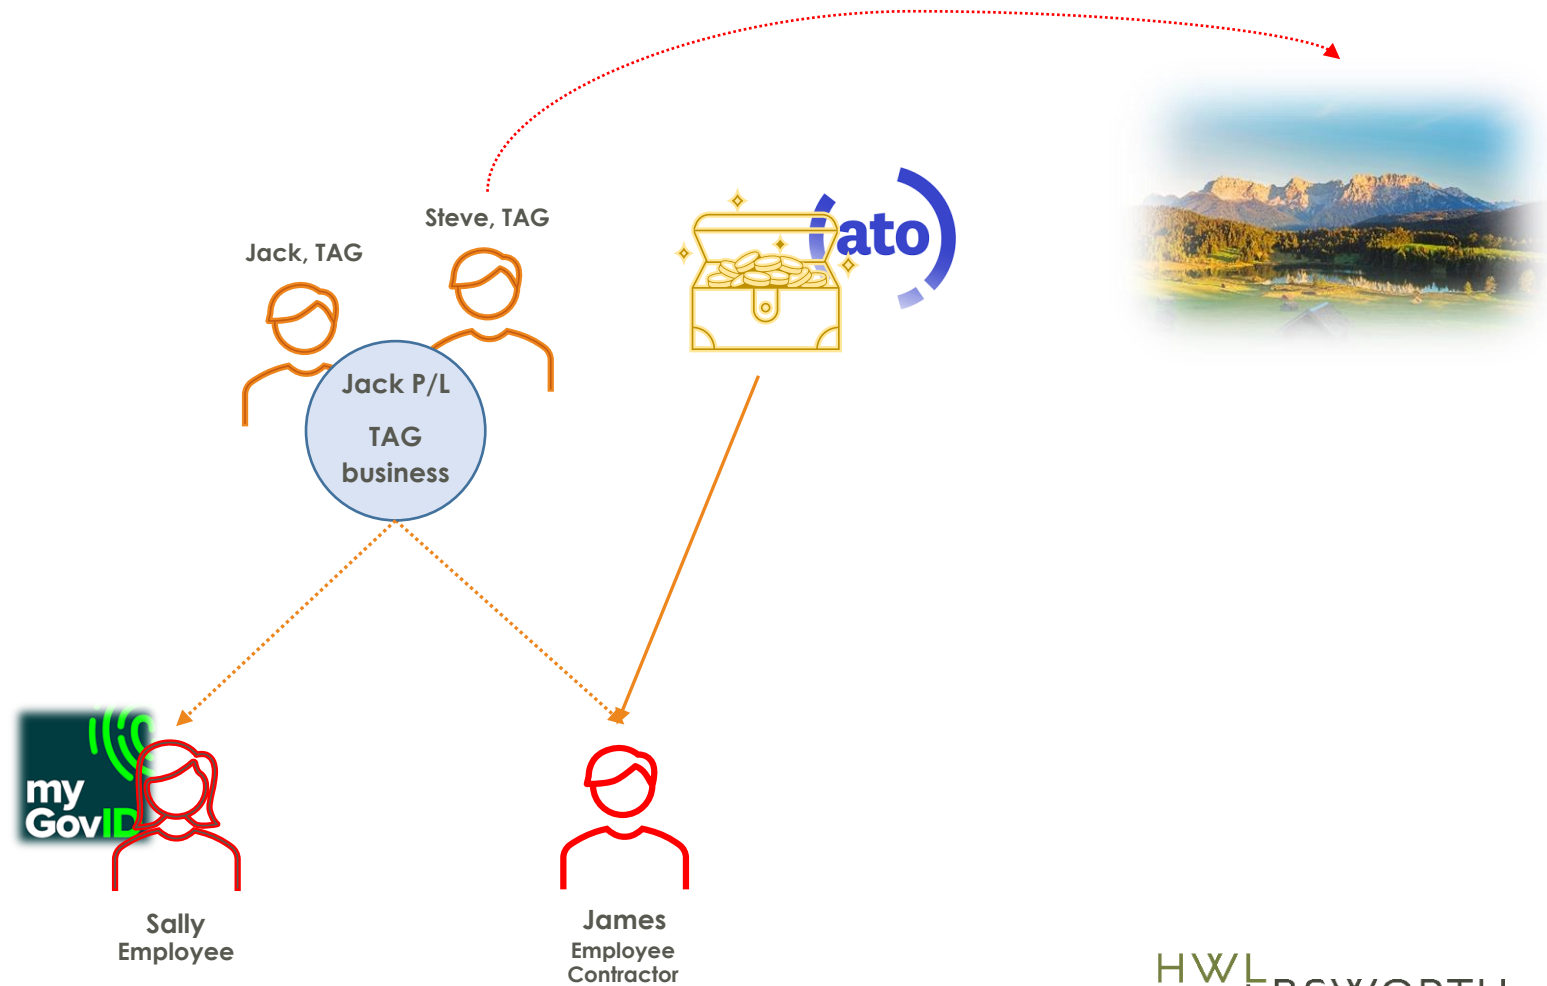 Steve, TAG
Jack, TAG
ato
Jack P/L
TAG
business
my
GovID
Sally
Employee
James
Employee
Contractor
HWL